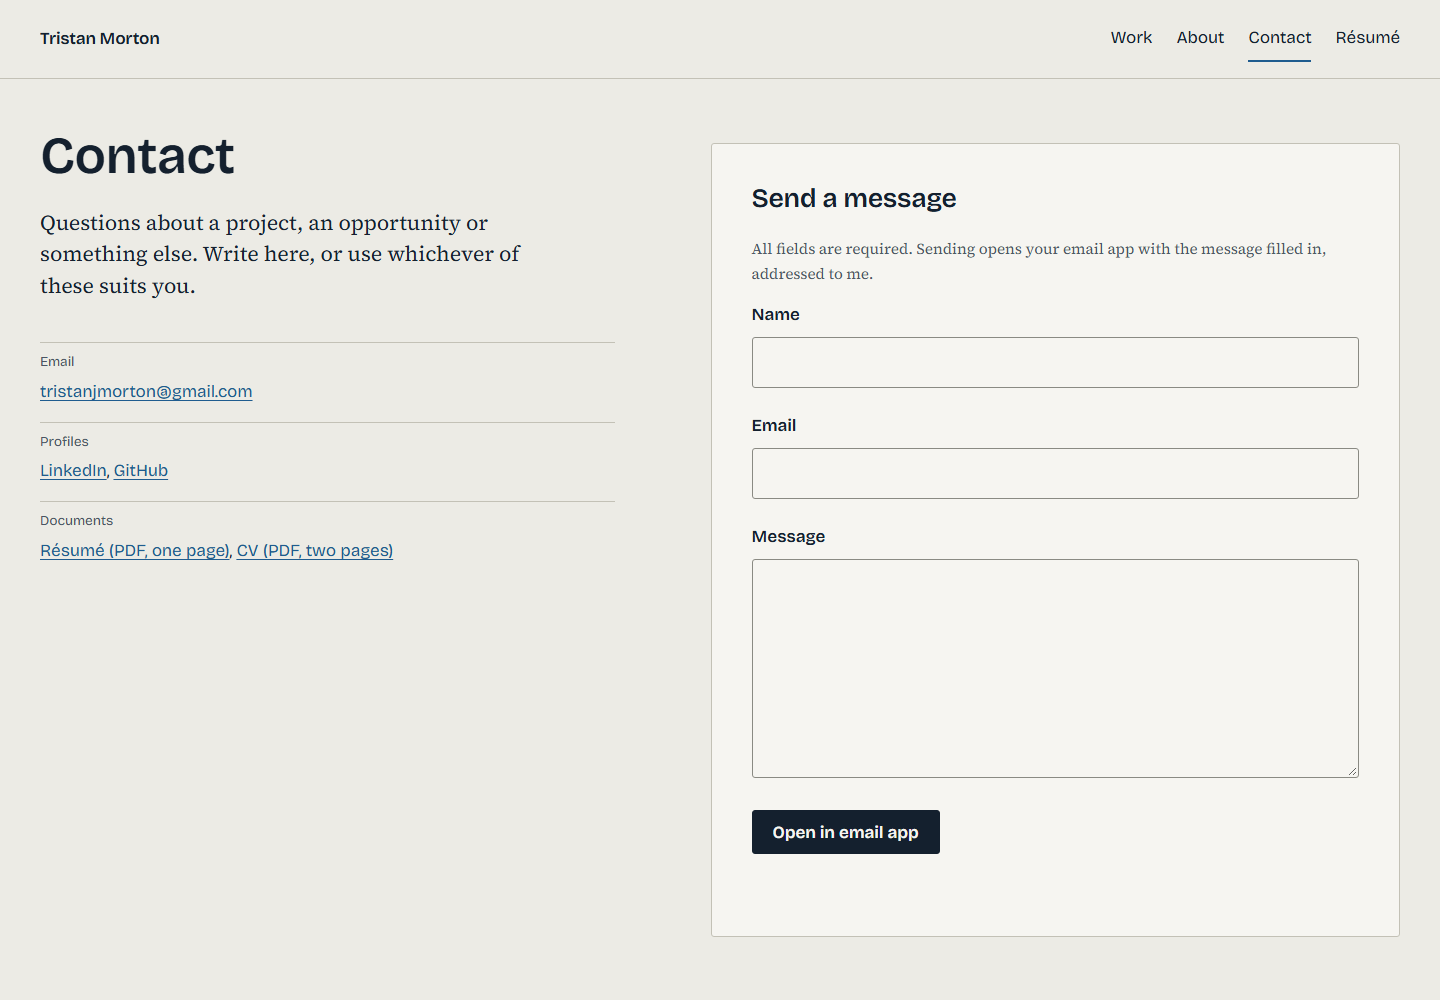 Tristan Morton
Work About Contact Résumé
Contact
Questions about a project, an opportunity or
something else. Write here, or use whichever of
these suits you.
Email
tristanjmorton@gmail.com
Profiles
LinkedIn, GitHub
Documents
Résumé (PDF, one page), CV (PDF, two pages)
Send a message
All fields are required. Sending opens your email app with the message filled in,
addressed to me.
Name
Email
Message
Open in email app